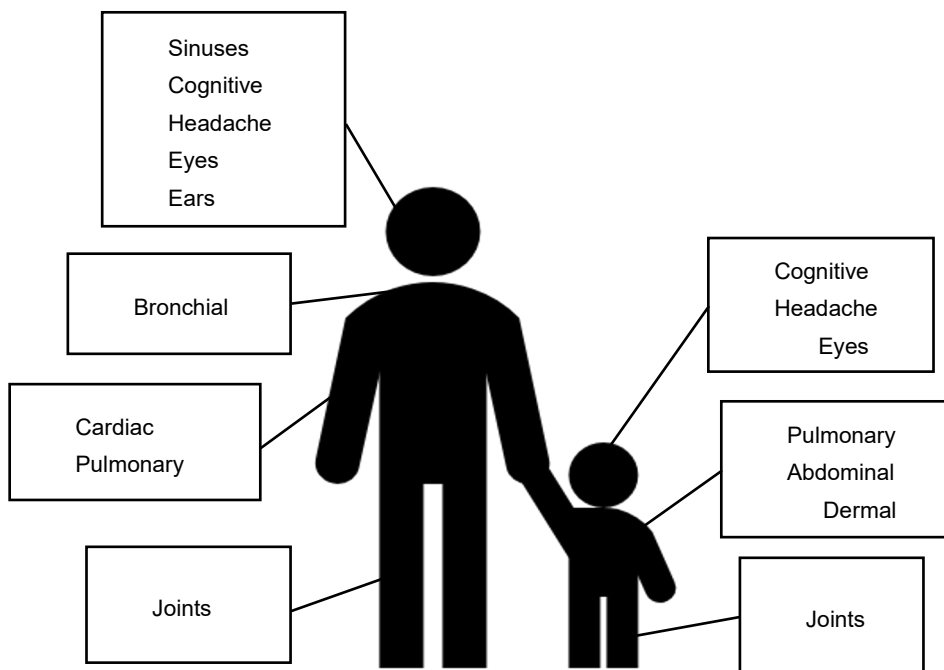 Sinuses
Cognitive
Headache
Eyes
Ears
Bronchial
Cardiac
Pulmonary
Joints
Cognitive
Headache
Eyes
Pulmonary
Abdominal
Dermal
Joints